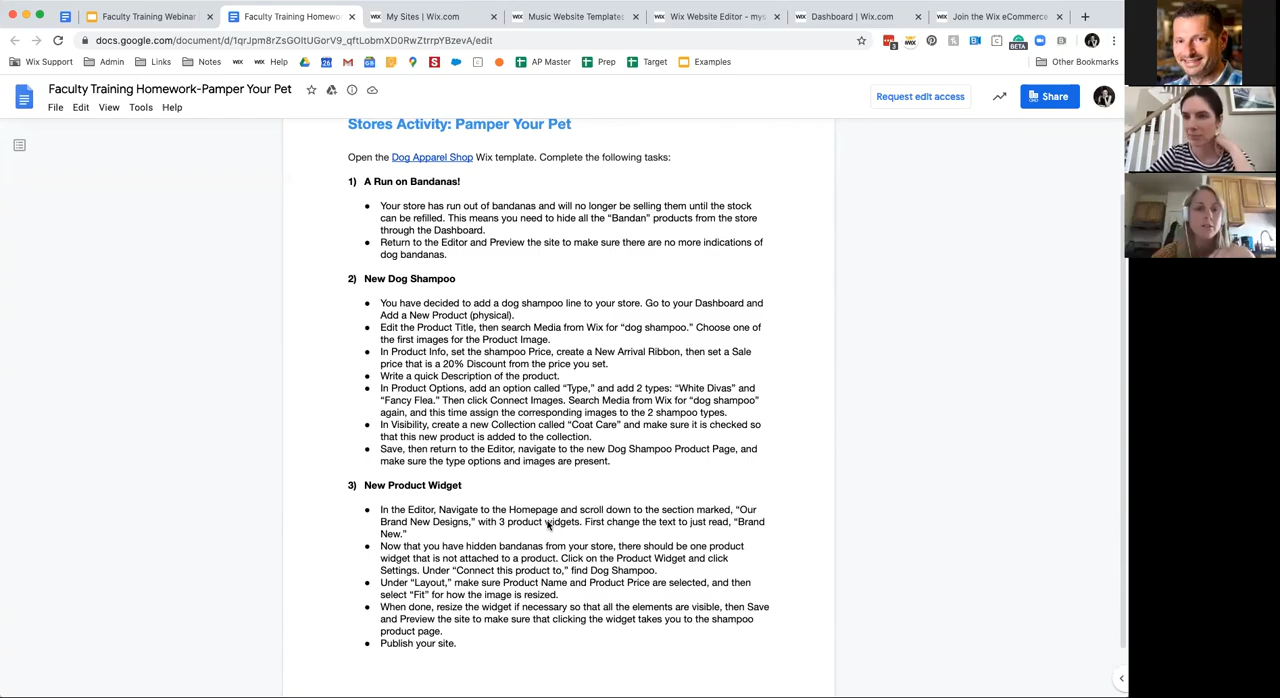 Faculty Training Webinar
Faculty Training Homewo
My Sites | Wix.com
Music Website Templates
Wix Website Editor - mys
Dashboard | Wix.com
Join the Wix eCommerce
docs.google.com/document/d/1qrJpm8rZsGOltUGorV9_qftLobmXD0RwZtrrpYBzevA/edit
Wix Support
Admin
Links
Notes
Help
AP Master
Prep
Target
Examples
Other Bookmarks
Faculty Training Homework-Pamper Your Pet
File Edit View Tools Help
Request edit access
Share
Stores Activity: Pamper Your Pet
Open the Dog Apparel Shop Wix template. Complete the following tasks:
1) A Run on Bandanas!
● Your store has run out of bandanas and will no longer be selling them until the stock
can be refilled. This means you need to hide all the “Bandan” products from the store
through the Dashboard.
● Return to the Editor and Preview the site to make sure there are no more indications of
dog bandanas.
2) New Dog Shampoo
● You have decided to add a dog shampoo line to your store. Go to your Dashboard and
Add a New Product (physical).
● Edit the Product Title, then search Media from Wix for “dog shampoo.” Choose one of
the first images for the Product Image.
● In Product Info, set the shampoo Price, create a New Arrival Ribbon, then set a Sale
price that is a 20% Discount from the price you set.
● Write a quick Description of the product.
● In Product Options, add an option called “Type,” and add 2 types: “White Divas” and
“Fancy Flea.” Then click Connect Images. Search Media from Wix for “dog shampoo”
again, and this time assign the corresponding images to the 2 shampoo types.
● In Visibility, create a new Collection called “Coat Care” and make sure it is checked so
that this new product is added to the collection.
● Save, then return to the Editor, navigate to the new Dog Shampoo Product Page, and
make sure the type options and images are present.
3) New Product Widget
● In the Editor, Navigate to the Homepage and scroll down to the section marked, “Our
Brand New Designs,” with 3 product widgets. First change the text to just read, “Brand
New.”
● Now that you have hidden bandanas from your store, there should be one product
widget that is not attached to a product. Click on the Product Widget and click
Settings. Under “Connect this product to,” find Dog Shampoo.
● Under “Layout,” make sure Product Name and Product Price are selected, and then
select “Fit” for how the image is resized.
● When done, resize the widget if necessary so that all the elements are visible, then Save
and Preview the site to make sure that clicking the widget takes you to the shampoo
product page.
● Publish your site.